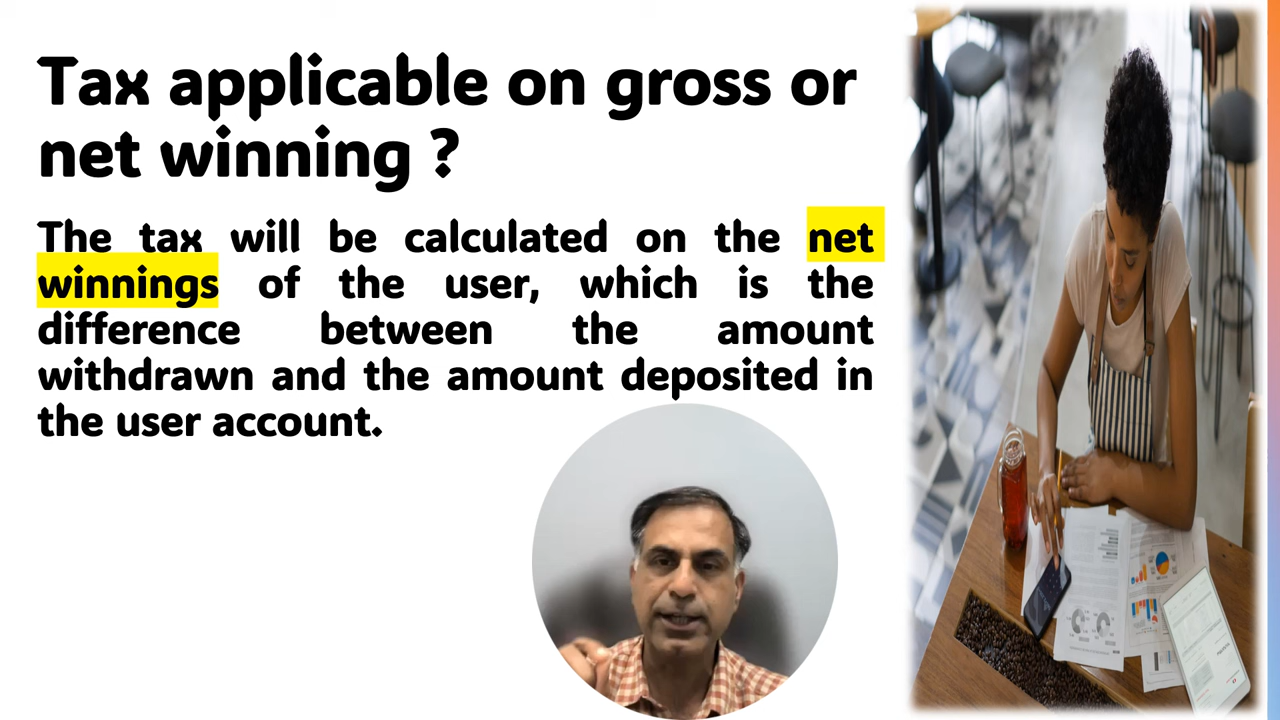 Tax applicable on gross or
net winning ?
The tax will be calculated on the net
winnings of the user, which is the
difference between the amount
withdrawn and the amount deposited in
the user account.